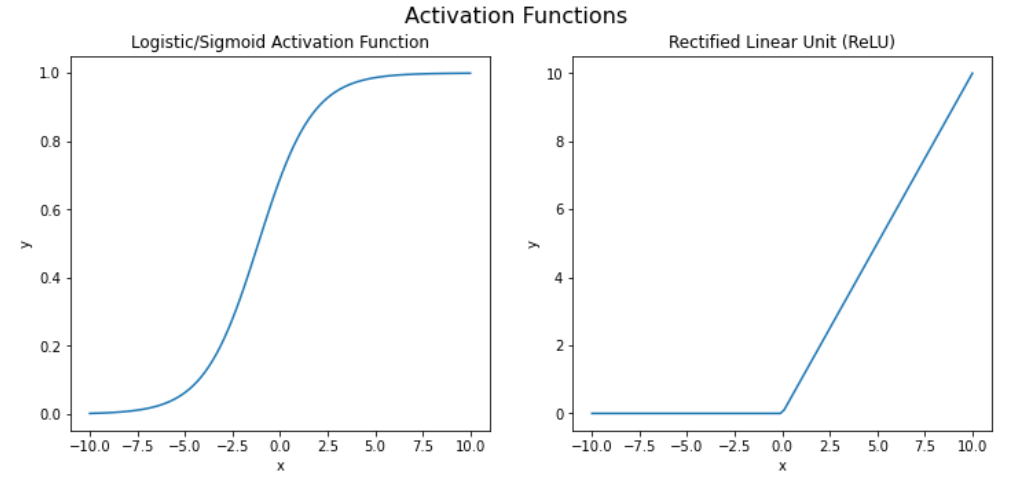 Activation Functions
Logistic/Sigmoid Activation Function
1.0
0.8
0.6
0.4
0.2
0.0
y
−10.0 −7.5 −5.0 −2.5 0.0 2.5 5.0 7.5 10.0
x
Rectified Linear Unit (ReLU)
10
8
6
4
2
0
y
−10.0 −7.5 −5.0 −2.5 0.0 2.5 5.0 7.5 10.0
x